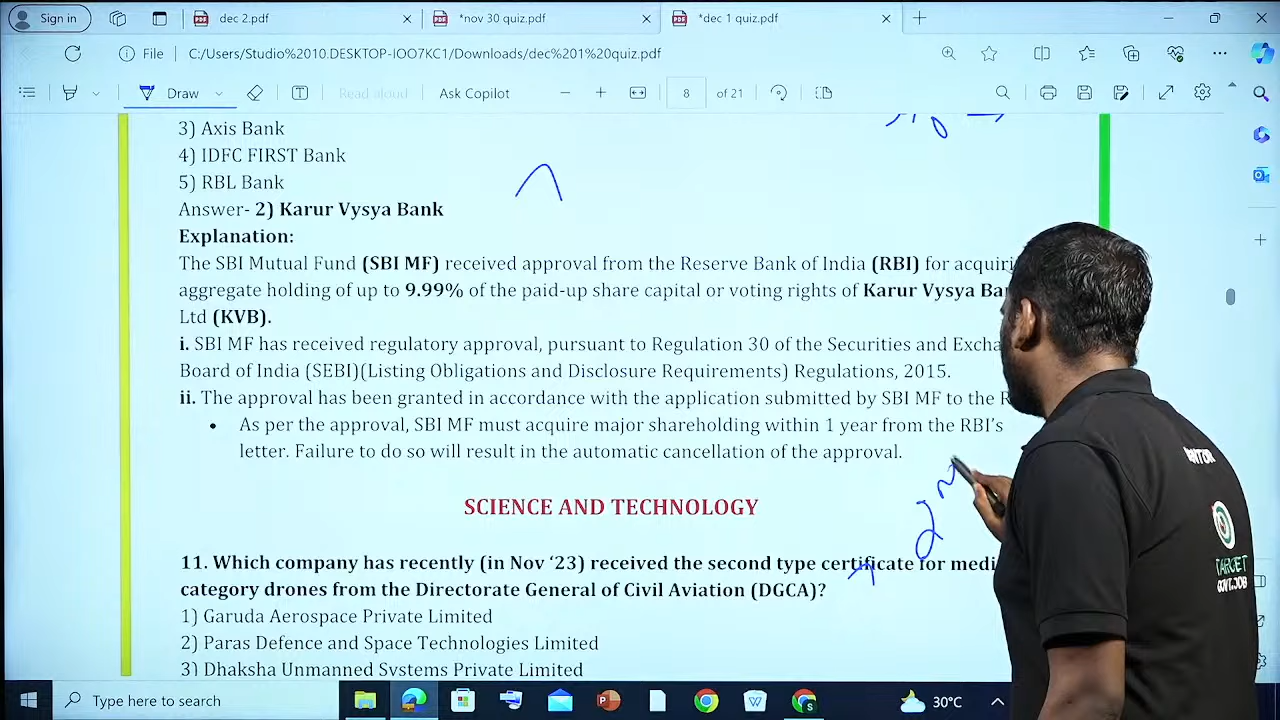 Sign in
dec 2.pdf
*nov 30 quiz.pdf
*dec 1 quiz.pdf
File
C:/Users/Studio%2010.DESKTOP-IOO7KC1/Downloads/dec%201%20quiz.pdf
Draw
Read aloud
Ask Copilot
8
of 21
3) Axis Bank
4) IDFC FIRST Bank
5) RBL Bank
Answer- 2) Karur Vysya Bank
Explanation:
The SBI Mutual Fund (SBI MF) received approval from the Reserve Bank of India (RBI) for acquiri
aggregate holding of up to 9.99% of the paid-up share capital or voting rights of Karur Vysya Ban
Ltd (KVB).
i. SBI MF has received regulatory approval, pursuant to Regulation 30 of the Securities and Excha
Board of India (SEBI)(Listing Obligations and Disclosure Requirements) Regulations, 2015.
ii. The approval has been granted in accordance with the application submitted by SBI MF to the R
• As per the approval, SBI MF must acquire major shareholding within 1 year from the RBI's
letter. Failure to do so will result in the automatic cancellation of the approval.
SCIENCE AND TECHNOLOGY
2n
11. Which company has recently (in Nov '23) received the second type certificate for medi
category drones from the Directorate General of Civil Aviation (DGCA)?
1) Garuda Aerospace Private Limited
2) Paras Defence and Space Technologies Limited
3) Dhaksha Unmanned Systems Private Limited
TARGET
GOVT.JOB
Type here to search
30°C